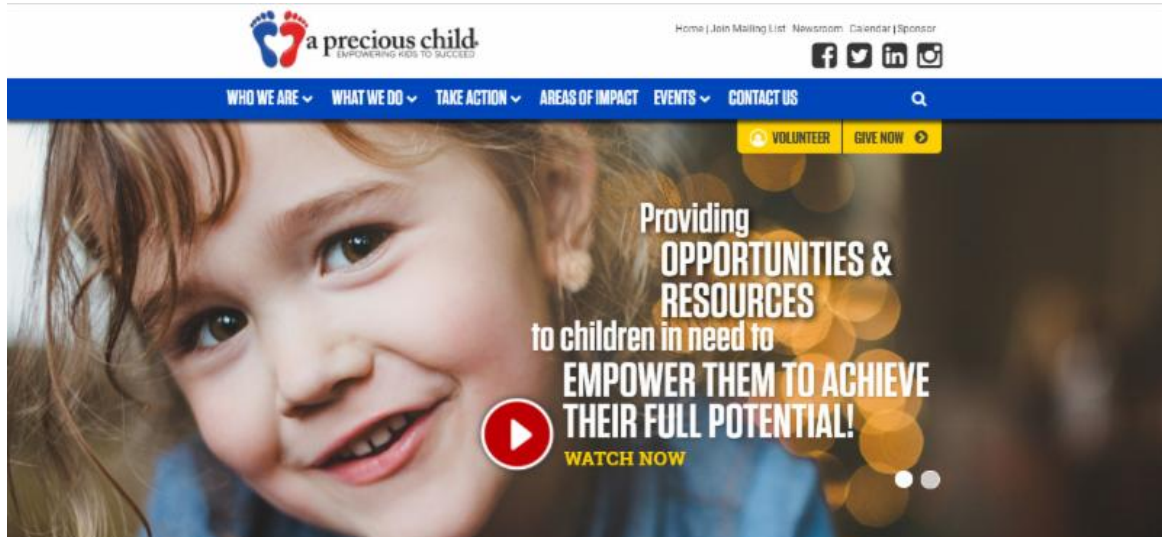 a precious child.
EMPOWERING KIDS TO SUCCEED
Home | Join Mailing List Newsroom Calendar | Sponsor
WHO WE ARE WHAT WE DO TAKE ACTION AREAS OF IMPACT EVENTS CONTACT US
VOLUNTEER GIVE NOW
Providing
OPPORTUNITIES &
RESOURCES
to children in need to
EMPOWER THEM TO ACHIEVE
THEIR FULL POTENTIAL!
WATCH NOW